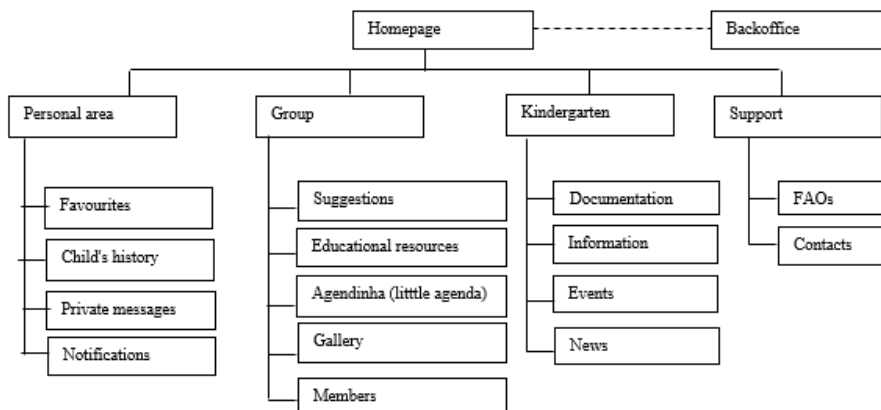 Homepage
Backoffice
Personal area
Group
Kindergarten
Support
Favourites
Child's history
Private messages
Notifications
Suggestions
Educational resources
Agendinha (litttle agenda)
Gallery
Members
Documentation
Information
Events
News
FAOs
Contacts